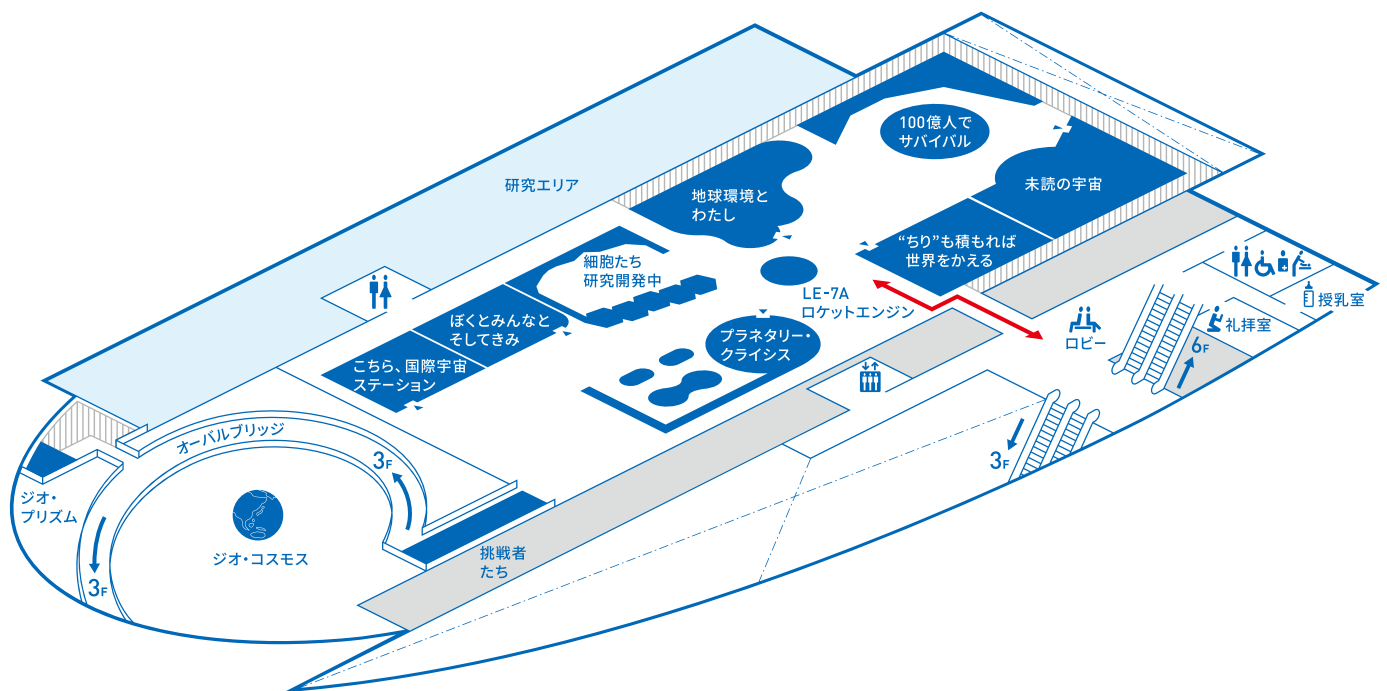 100億人で
サバイバル
研究エリア
地球環境と
わたし
未読の宇宙
“ちり”も積もれば
世界をかえる
細胞たち
研究開発中
LE-7A
ロケットエンジン
授乳室
礼拝室
ロビー
6F
ぼくとみんなと
そしてきみ
プラネタリー・
クライシス
こちら、国際宇宙
ステーション
オーバルブリッジ
3F
3F
ジオ・
プリズム
ジオ・コスモス
挑戦者
たち
3F